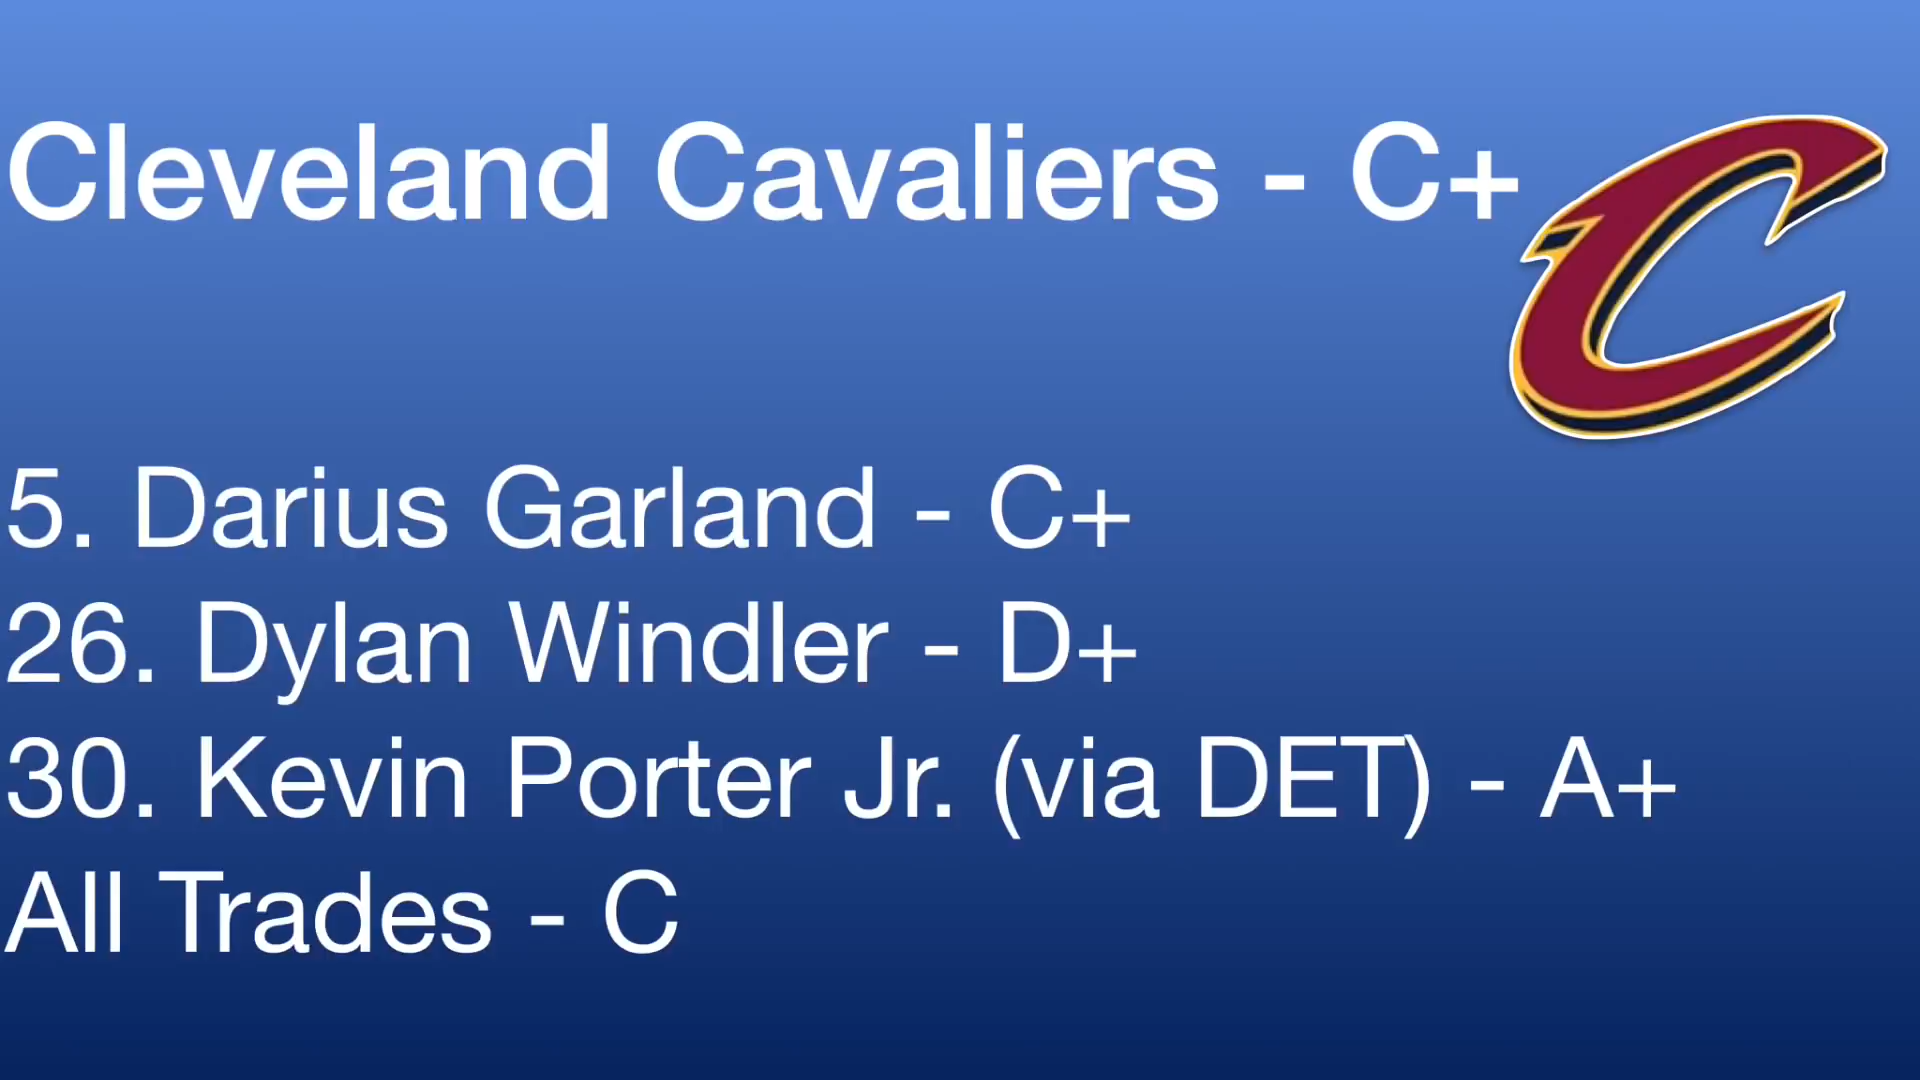 Cleveland Cavaliers - C+
5. Darius Garland - C+
26. Dylan Windler - D+
30. Kevin Porter Jr. (via DET) - A+
All Trades - C